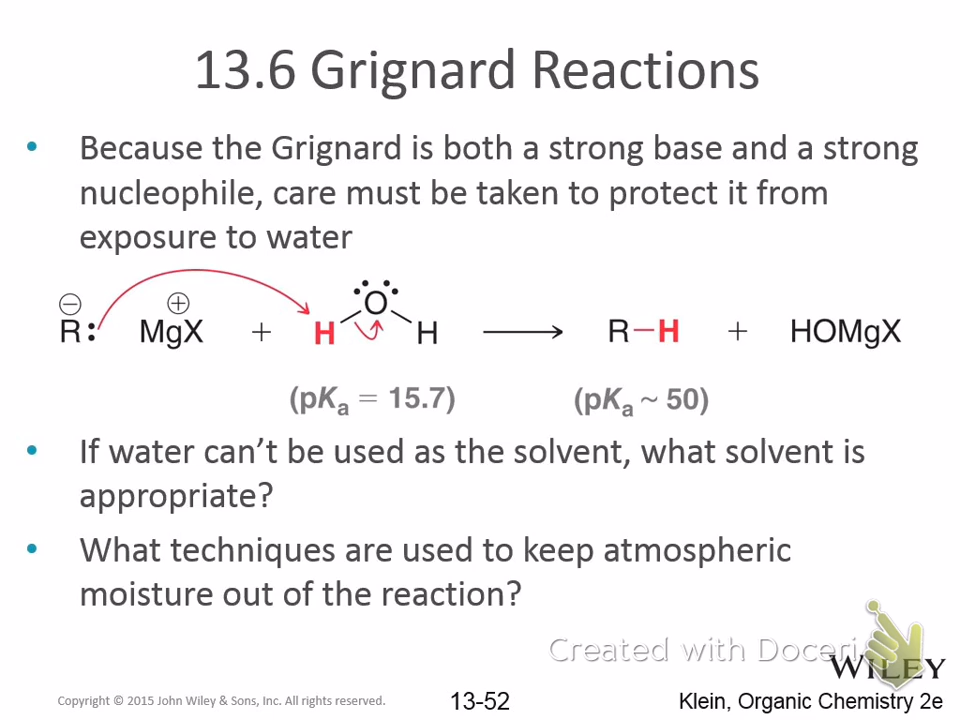 13.6 Grignard Reactions
• Because the Grignard is both a strong base and a strong
nucleophile, care must be taken to protect it from
exposure to water
⊖ ⊕
R: MgX + H O H ⟶ R–H + HOMgX
(pKa = 15.7) (pKa ~ 50)
• If water can’t be used as the solvent, what solvent is
appropriate?
• What techniques are used to keep atmospheric
moisture out of the reaction?
Created with Doceri
WILEY
Copyright © 2015 John Wiley & Sons, Inc. All rights reserved. 13-52 Klein, Organic Chemistry 2e